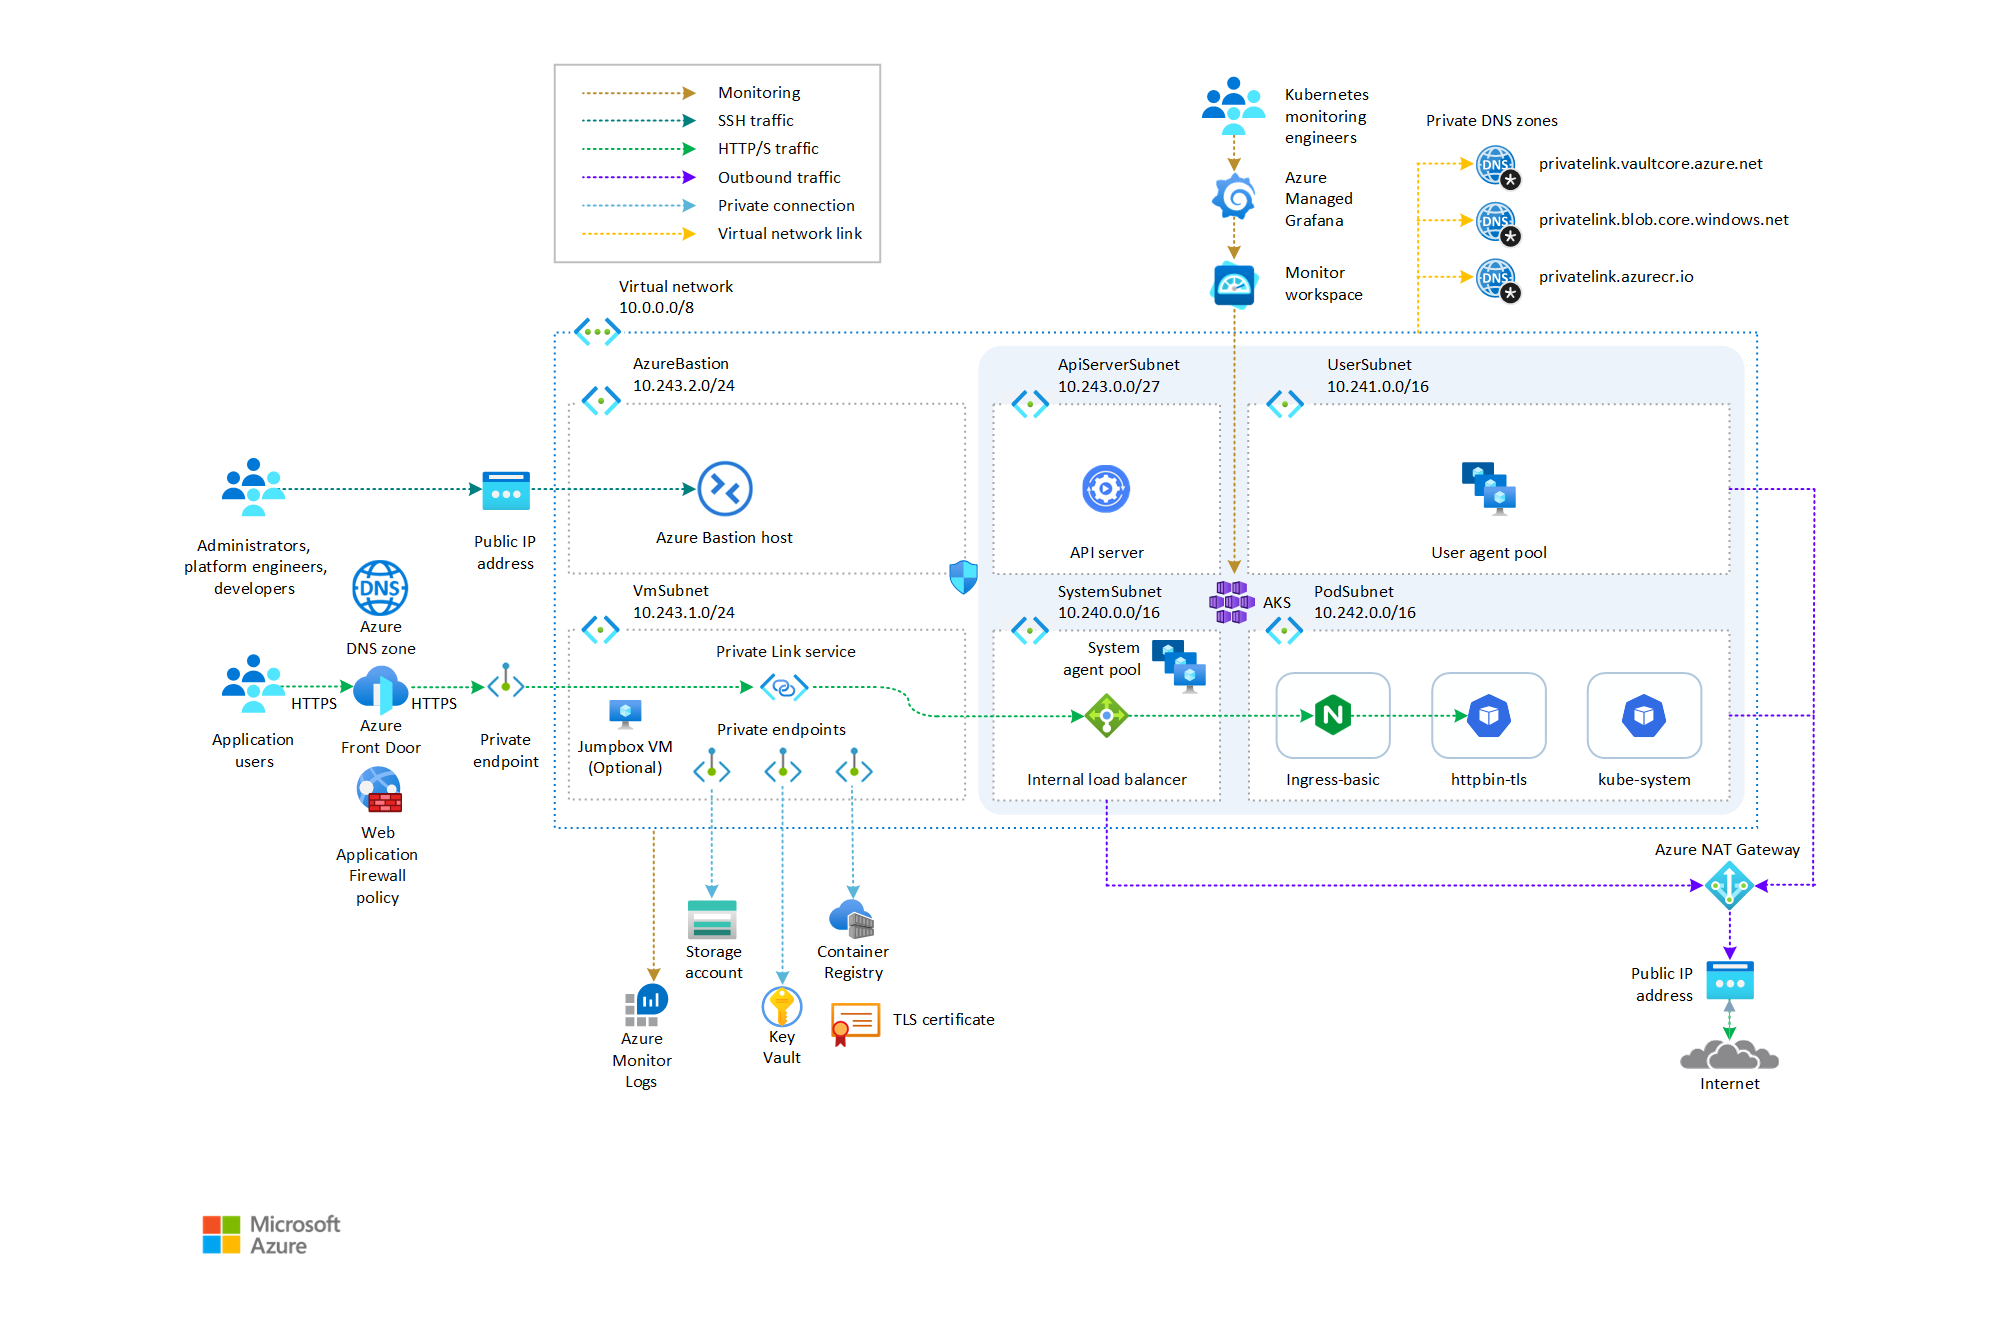 Monitoring
SSH traffic
HTTP/S traffic
Outbound traffic
Private connection
Virtual network link
Kubernetes
monitoring
engineers
Azure
Managed
Grafana
Monitor
workspace
Private DNS zones
DNS
privatelink.vaultcore.azure.net
DNS
privatelink.blob.core.windows.net
DNS
privatelink.azurecr.io
Virtual network
10.0.0.0/8
AzureBastion
10.243.2.0/24
ApiServerSubnet
10.243.0.0/27
UserSubnet
10.241.0.0/16
Administrators,
platform engineers,
developers
Public IP
address
Azure Bastion host
API server
User agent pool
DNS
Azure
DNS zone
VmSubnet
10.243.1.0/24
SystemSubnet
10.240.0.0/16
AKS
PodSubnet
10.242.0.0/16
Application
users
HTTPS
Azure
Front Door
HTTPS
Private
endpoint
Web
Application
Firewall
policy
Private Link service
Jumpbox VM
(Optional)
Private endpoints
System
agent pool
Internal load balancer
N
Ingress-basic
httpbin-tls
kube-system
Azure NAT Gateway
Public IP
address
Internet
Storage
account
Container
Registry
Azure
Monitor
Logs
Key
Vault
TLS certificate
Microsoft
Azure